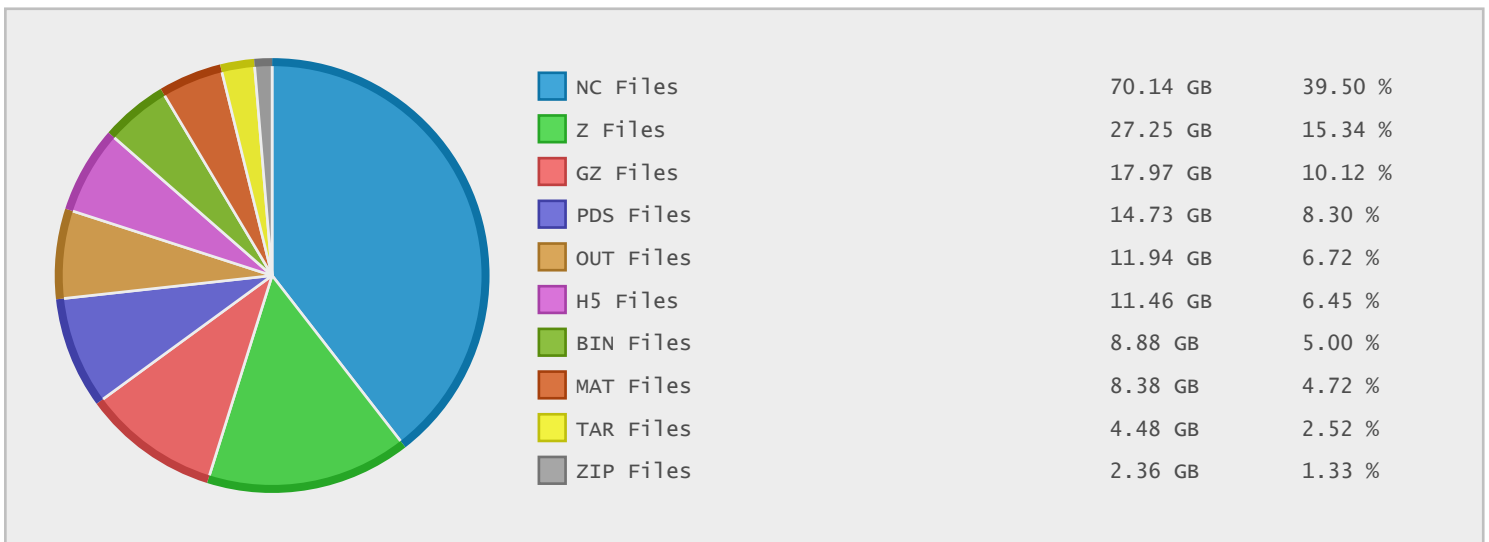 NC Files 70.14 GB 39.50 %
Z Files 27.25 GB 15.34 %
GZ Files 17.97 GB 10.12 %
PDS Files 14.73 GB 8.30 %
OUT Files 11.94 GB 6.72 %
H5 Files 11.46 GB 6.45 %
BIN Files 8.88 GB 5.00 %
MAT Files 8.38 GB 4.72 %
TAR Files 4.48 GB 2.52 %
ZIP Files 2.36 GB 1.33 %